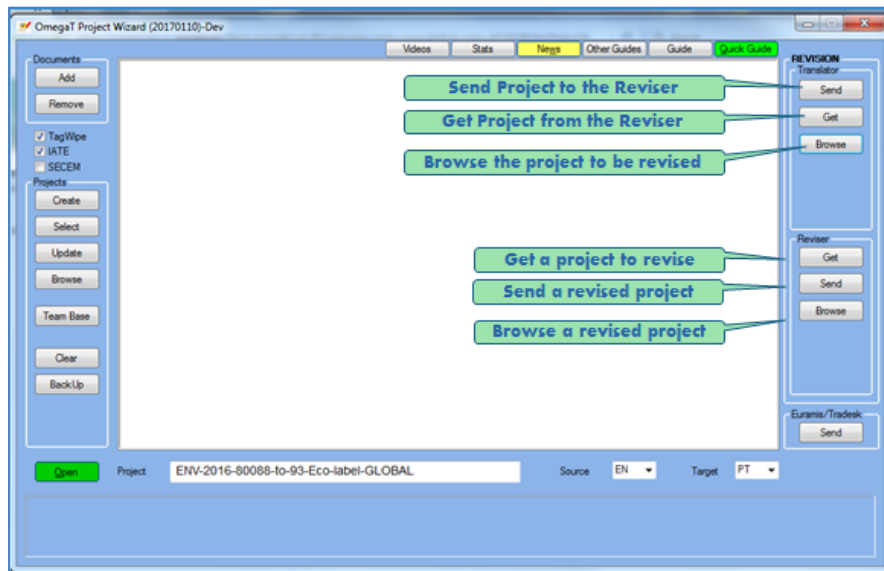 OmegaT Project Wizard (20170110)-Dev
Videos Stats News Other Guides Guide Quick Guide
Documents
Add
Remove
TagWipe
IATE
SECEM
Projects
Create
Select
Update
Browse
Team Base
Clear
BackUp
Send Project to the Reviser
Get Project from the Reviser
Browse the project to be revised
Get a project to revise
Send a revised project
Browse a revised project
REVISION
Translator
Send
Get
Browse
Reviser
Get
Send
Browse
Euramis/Tradesk
Send
Open Project ENV-2016-80088-to-93-Eco-label-GLOBAL Source EN Target PT